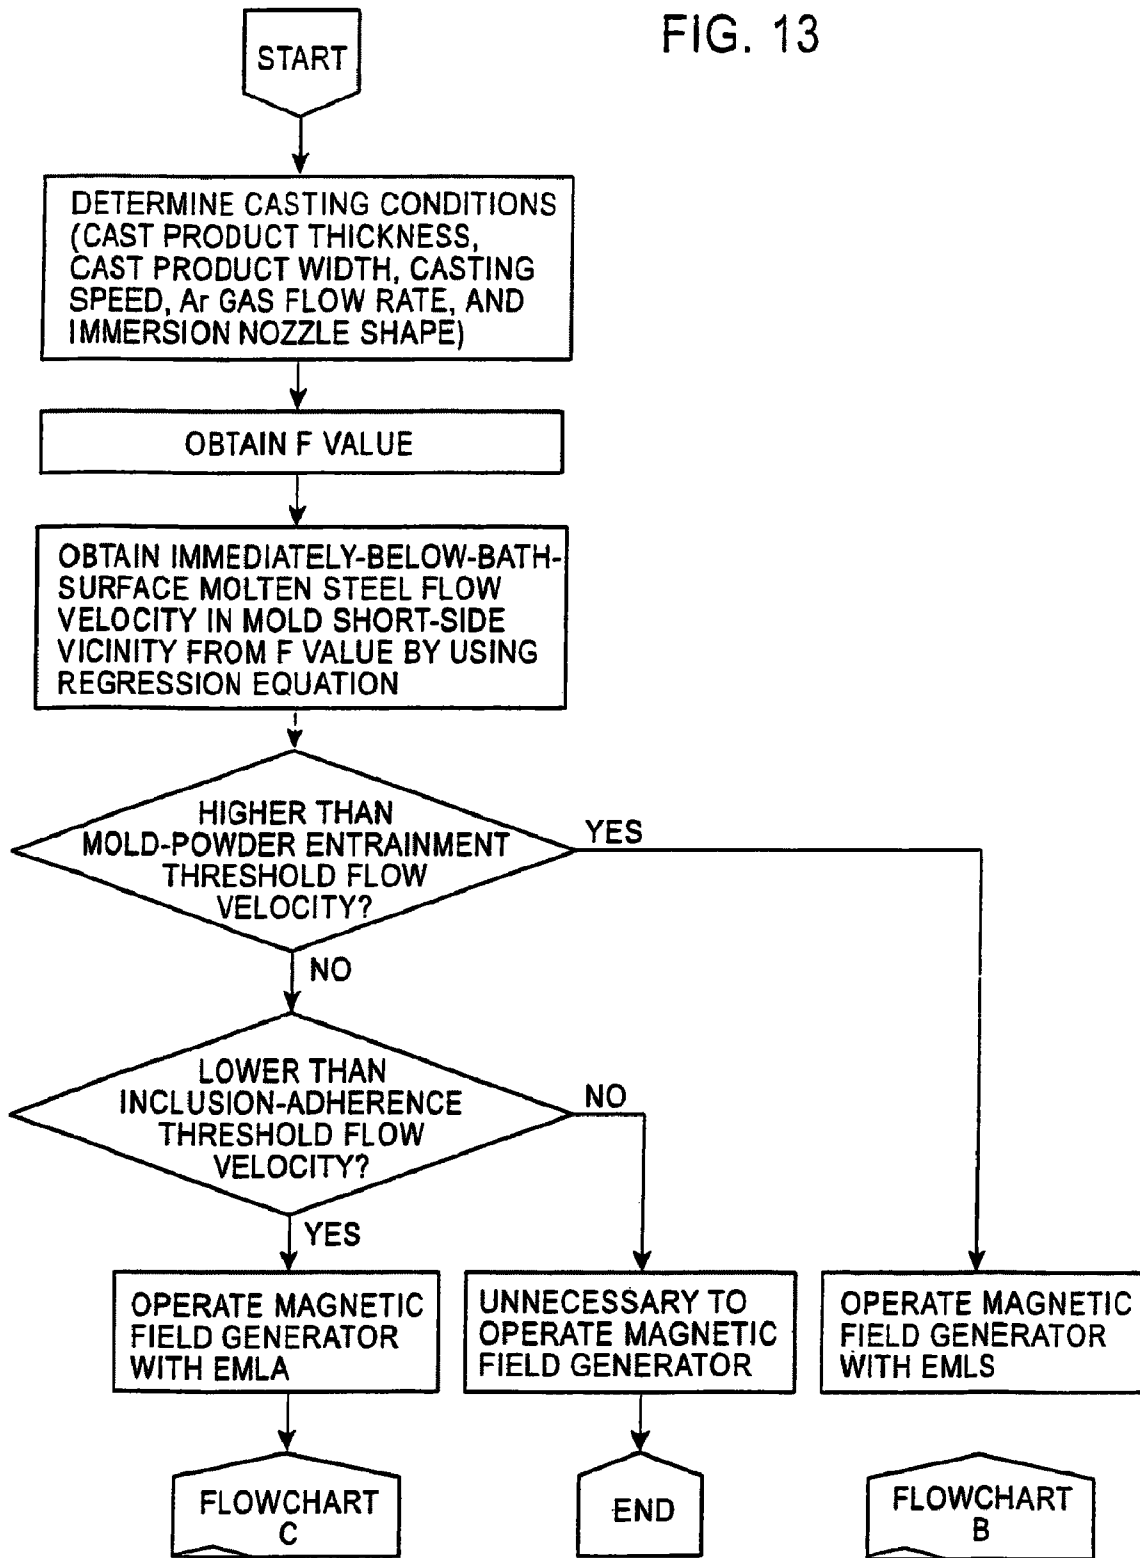 FIG. 13
START
DETERMINE CASTING CONDITIONS
(CAST PRODUCT THICKNESS,
CAST PRODUCT WIDTH, CASTING
SPEED, Ar GAS FLOW RATE, AND
IMMERSION NOZZLE SHAPE)
OBTAIN F VALUE
OBTAIN IMMEDIATELY-BELOW-BATH-
SURFACE MOLTEN STEEL FLOW
VELOCITY IN MOLD SHORT-SIDE
VICINITY FROM F VALUE BY USING
REGRESSION EQUATION
HIGHER THAN
MOLD-POWDER ENTRAINMENT
THRESHOLD FLOW
VELOCITY?
YES
NO
LOWER THAN
INCLUSION-ADHERENCE
THRESHOLD FLOW
VELOCITY?
NO
YES
OPERATE MAGNETIC
FIELD GENERATOR
WITH EMLA
UNNECESSARY TO
OPERATE MAGNETIC
FIELD GENERATOR
OPERATE MAGNETIC
FIELD GENERATOR
WITH EMLS
FLOWCHART
C
END
FLOWCHART
B